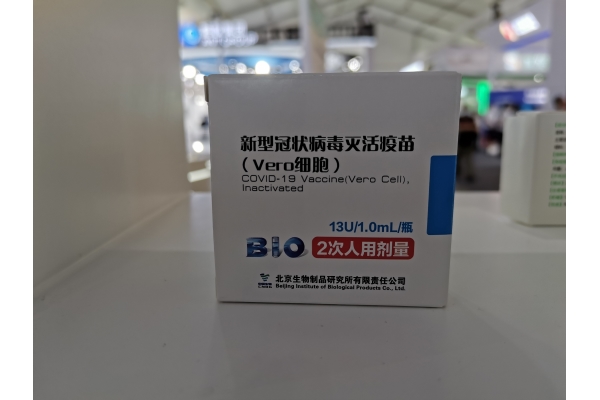 新型冠状病毒灭活疫苗
（Vero细胞）
COVID-19 Vaccine(Vero Cell),
Inactivated
13U/1.0mL/瓶
BIO 2次人用剂量
北京生物制品研究所有限责任公司
Beijing Institute of Biological Products Co., Ltd.